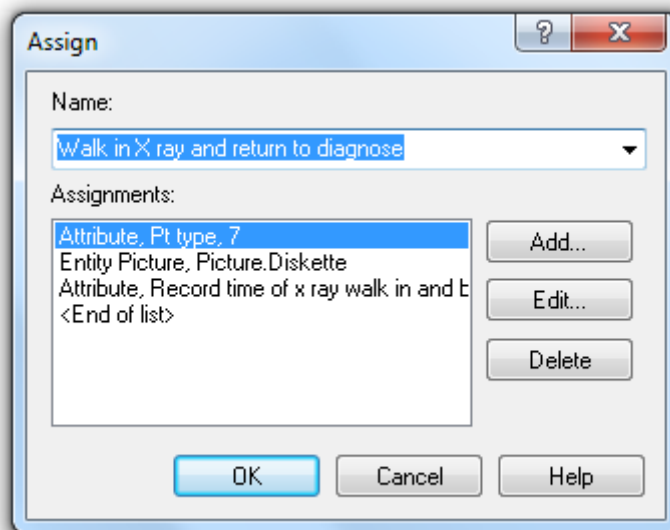 Assign
Name:
Walk in X ray and return to diagnose
Assignments:
Attribute, Pt type, 7
Entity Picture, Picture.Diskette
Attribute, Record time of x ray walk in and b
<End of list>
Add...
Edit...
Delete
OK
Cancel
Help